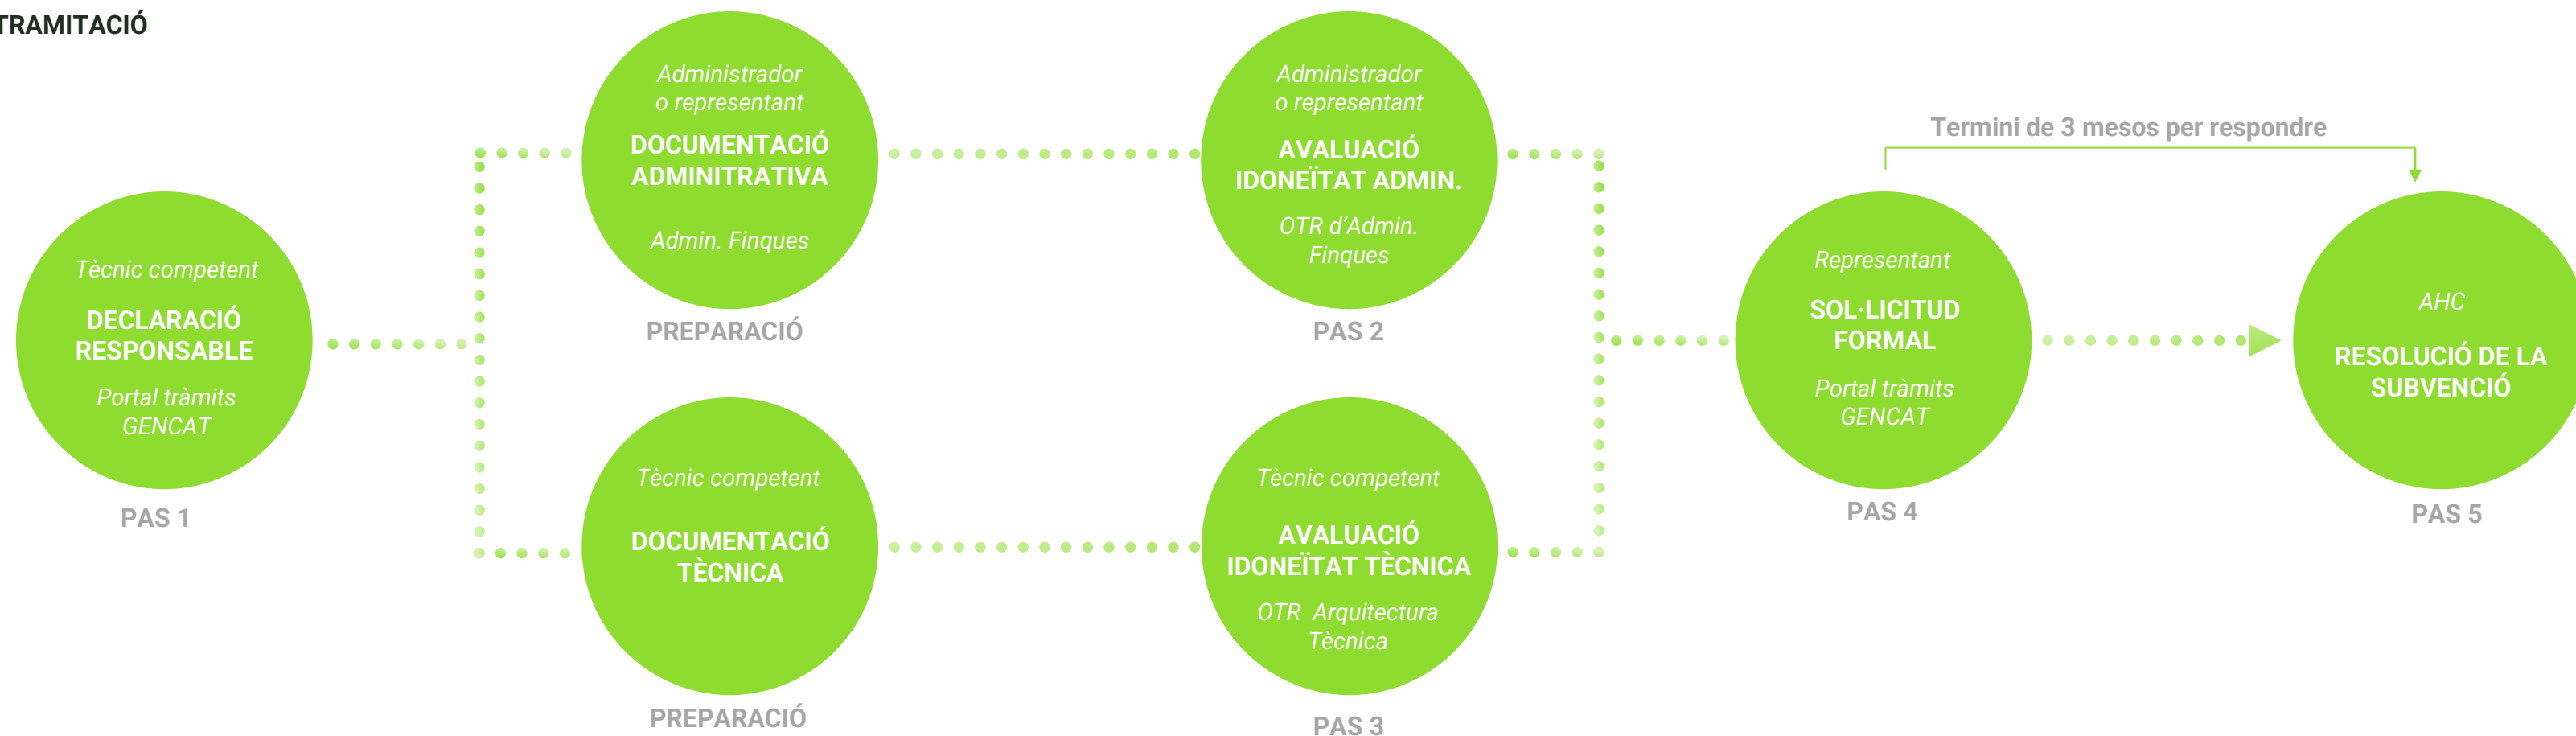 TRAMITACIÓ
Tècnic competent
DECLARACIÓ
RESPONSABLE
Portal tràmits
GENCAT
PAS 1
Administrador
o representant
DOCUMENTACIÓ
ADMINITRATIVA
Admin. Finques
PREPARACIÓ
Tècnic competent
DOCUMENTACIÓ
TÈCNICA
PREPARACIÓ
Administrador
o representant
AVALUACIÓ
IDONEÏTAT ADMIN.
OTR d'Admin.
Finques
PAS 2
Tècnic competent
AVALUACIÓ
IDONEÏTAT TÈCNICA
OTR Arquitectura
Tècnica
PAS 3
Termini de 3 mesos per respondre
Representant
SOL·LICITUD
FORMAL
Portal tràmits
GENCAT
PAS 4
AHC
RESOLUCIÓ DE LA
SUBVENCIÓ
PAS 5